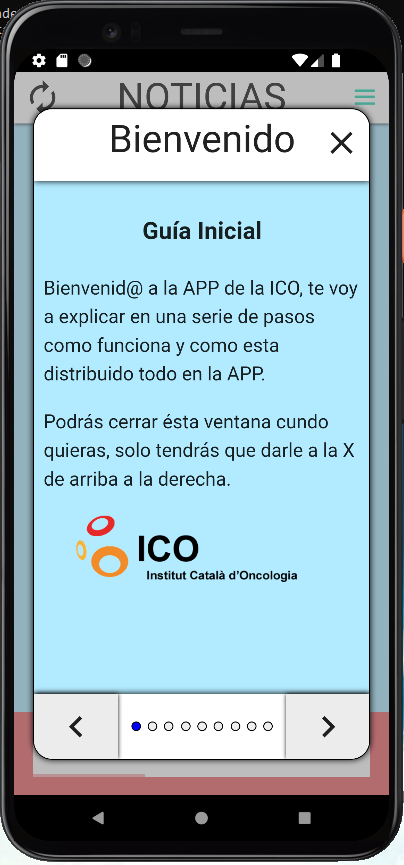 NOTICIAS
Bienvenido
Guía Inicial
Bienvenid@ a la APP de la ICO, te voy
a explicar en una serie de pasos
como funciona y como esta
distribuido todo en la APP.
Podrás cerrar ésta ventana cundo
quieras, solo tendrás que darle a la X
de arriba a la derecha.
ICO
Institut Català d'Oncologia